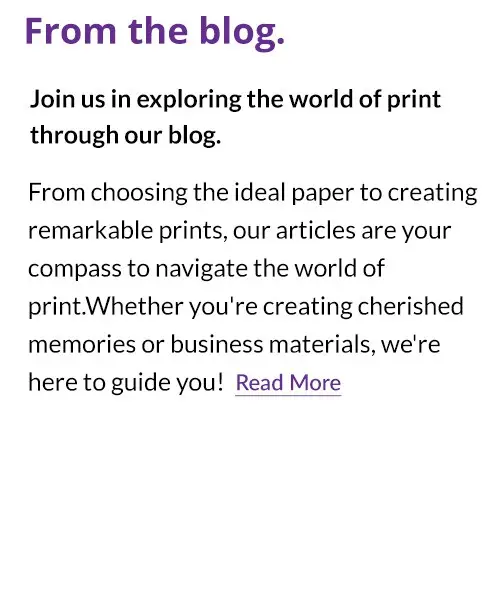 From the blog.
Join us in exploring the world of print
through our blog.
From choosing the ideal paper to creating
remarkable prints, our articles are your
compass to navigate the world of
print.Whether you're creating cherished
memories or business materials, we're
here to guide you! Read More